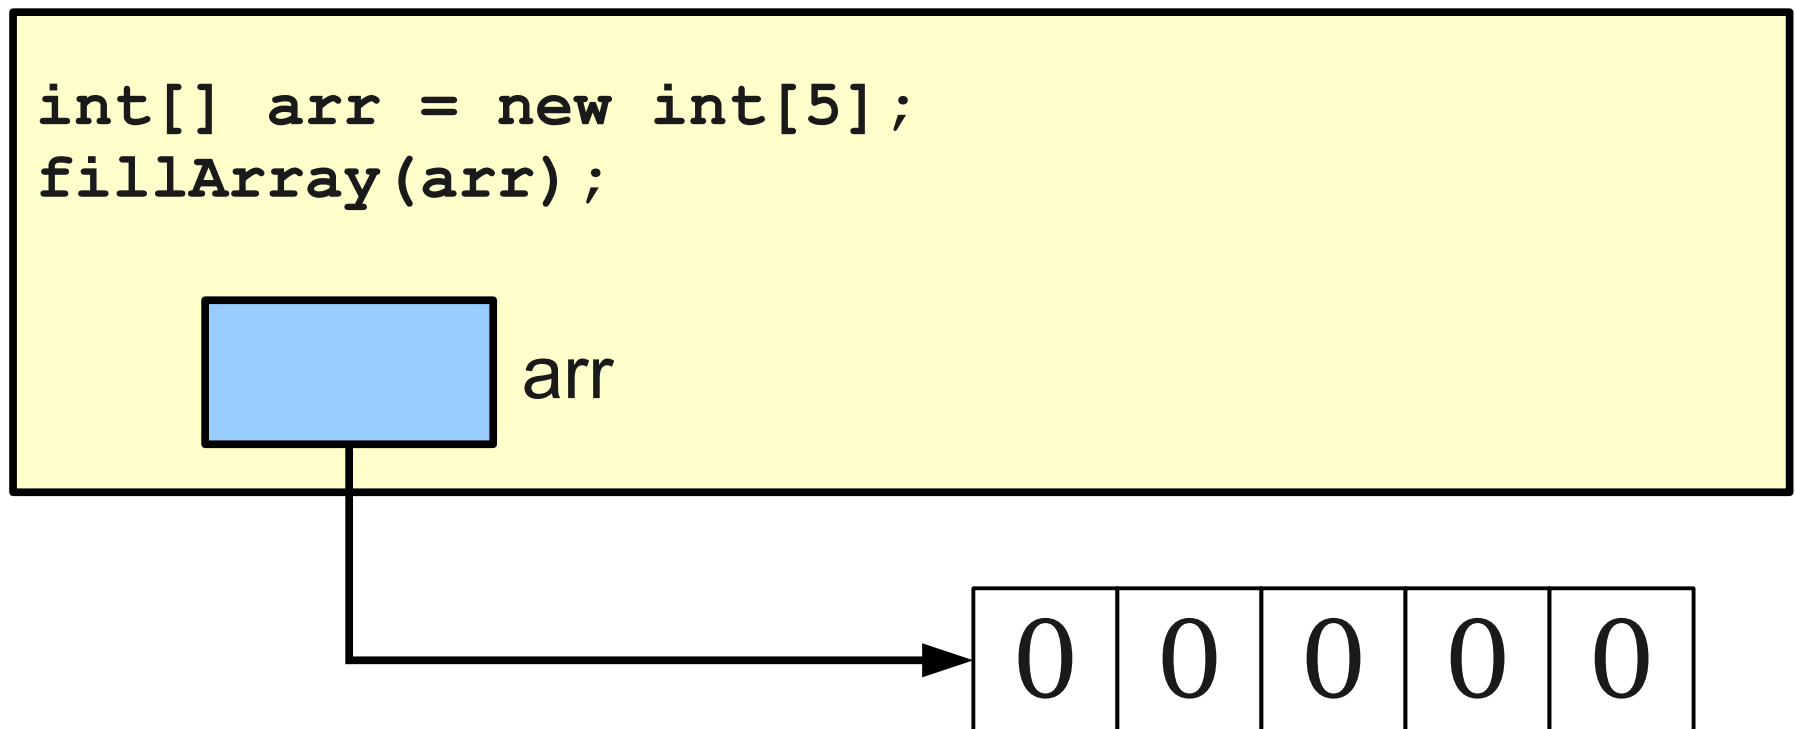 int[] arr = new int[5];
fillArray(arr);
arr
0 0 0 0 0